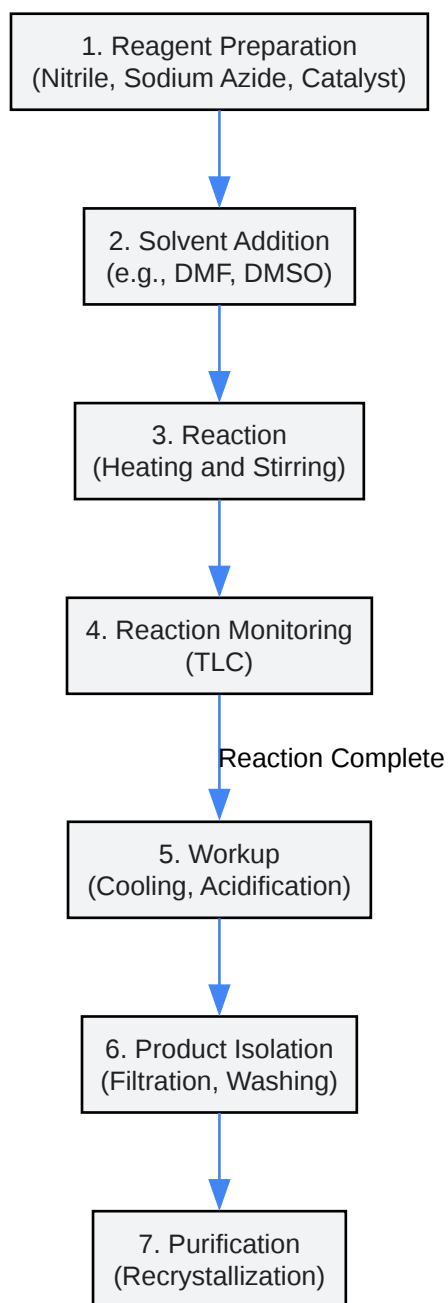 1. Reagent Preparation
(Nitrile, Sodium Azide, Catalyst)
2. Solvent Addition
(e.g., DMF, DMSO)
3. Reaction
(Heating and Stirring)
4. Reaction Monitoring
(TLC)
Reaction Complete
5. Workup
(Cooling, Acidification)
6. Product Isolation
(Filtration, Washing)
7. Purification
(Recrystallization)